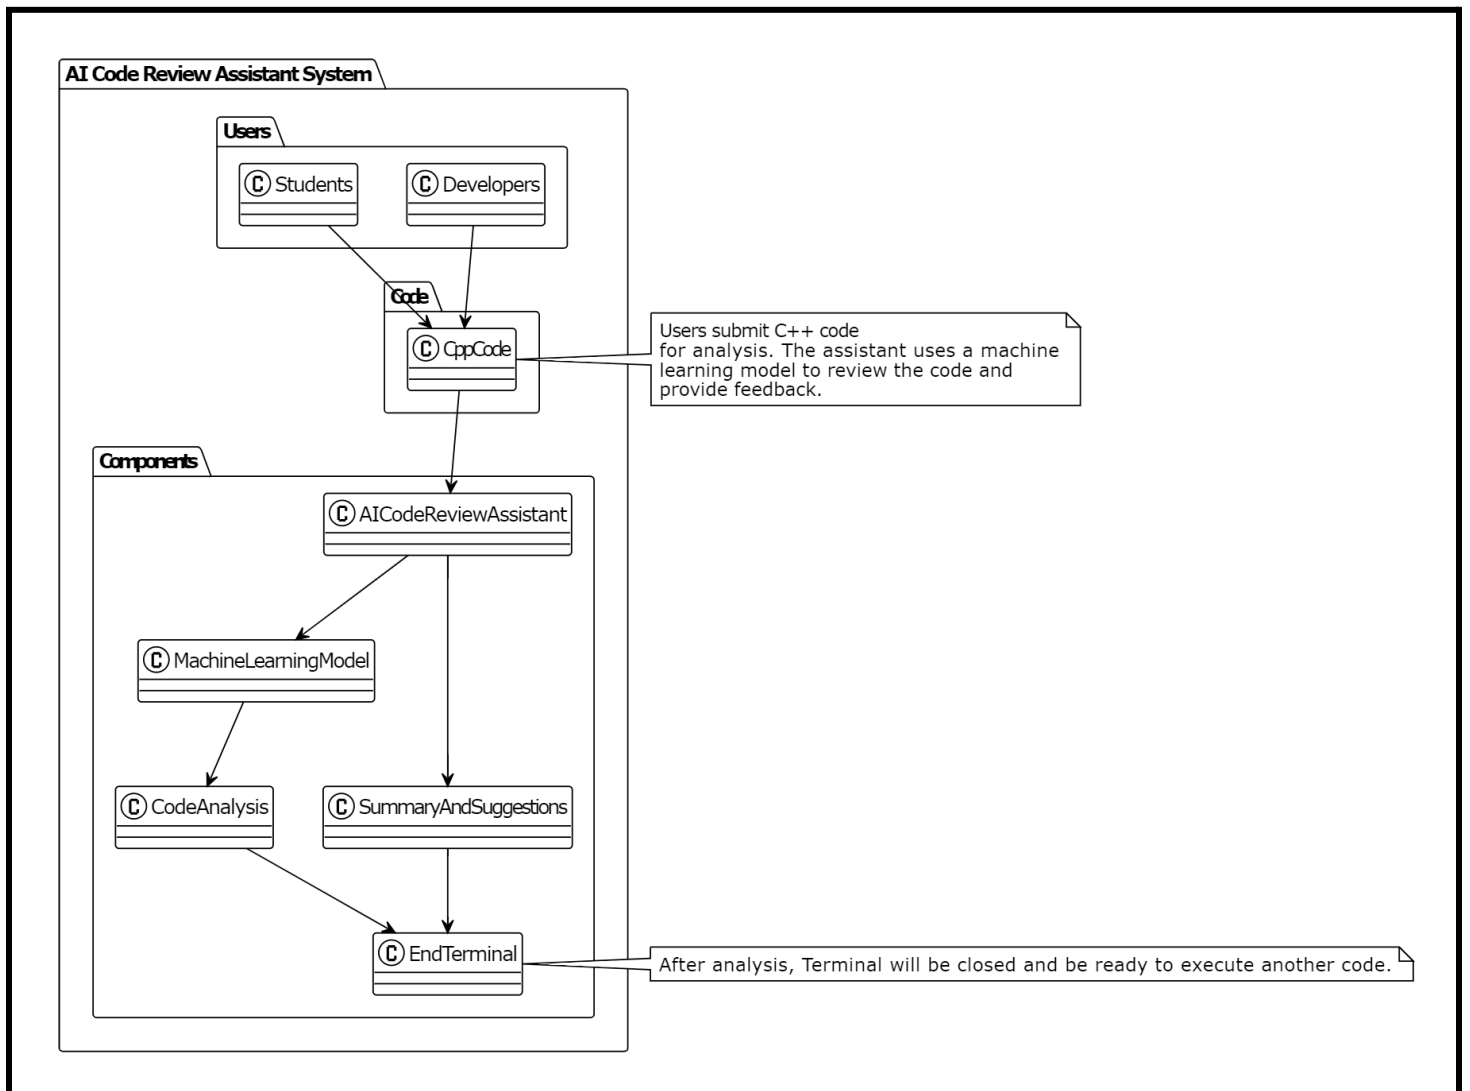 AI Code Review Assistant System
Users
C Students
C Developers
Code
C CppCode
Users submit C++ code
for analysis. The assistant uses a machine
learning model to review the code and
provide feedback.
Components
C AICodeReviewAssistant
C MachineLearningModel
C CodeAnalysis
C SummaryAndSuggestions
C EndTerminal
After analysis, Terminal will be closed and be ready to execute another code.